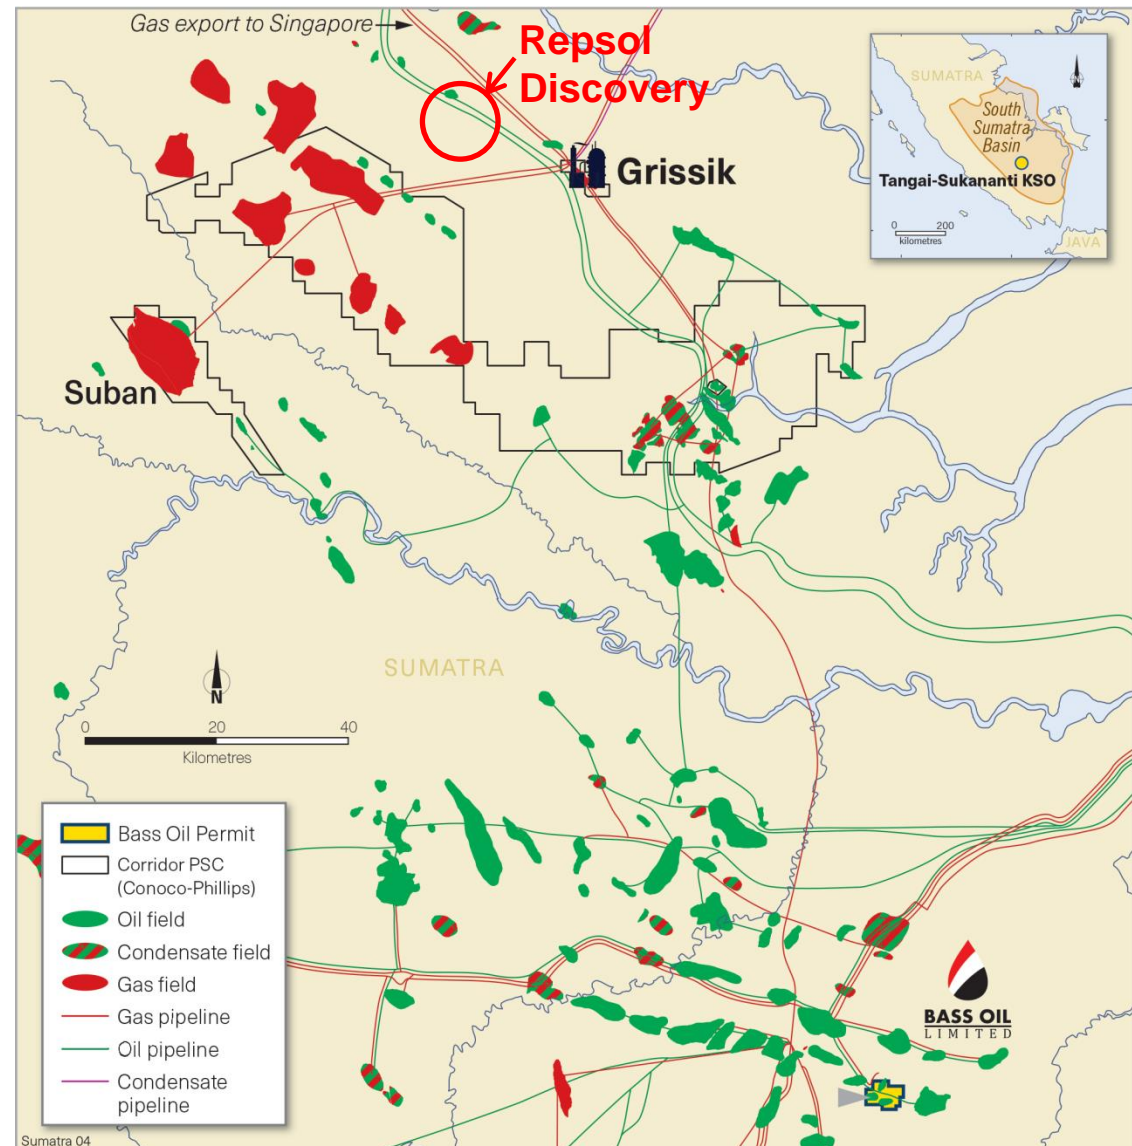 Gas export to Singapore
Repsol
Discovery
Grissik
SUMATRA
N
South
Sumatra
Basin
Tangai-Sukananti KSO
0 200
kilometres
JAVA
Suban
SUMATRA
N
0 20 40
Kilometres
Bass Oil Permit
Corridor PSC
(Conoco-Phillips)
Oil field
Condensate field
Gas field
Gas pipeline
Oil pipeline
Condensate
pipeline
BASS OIL
LIMITED
Sumatra 04